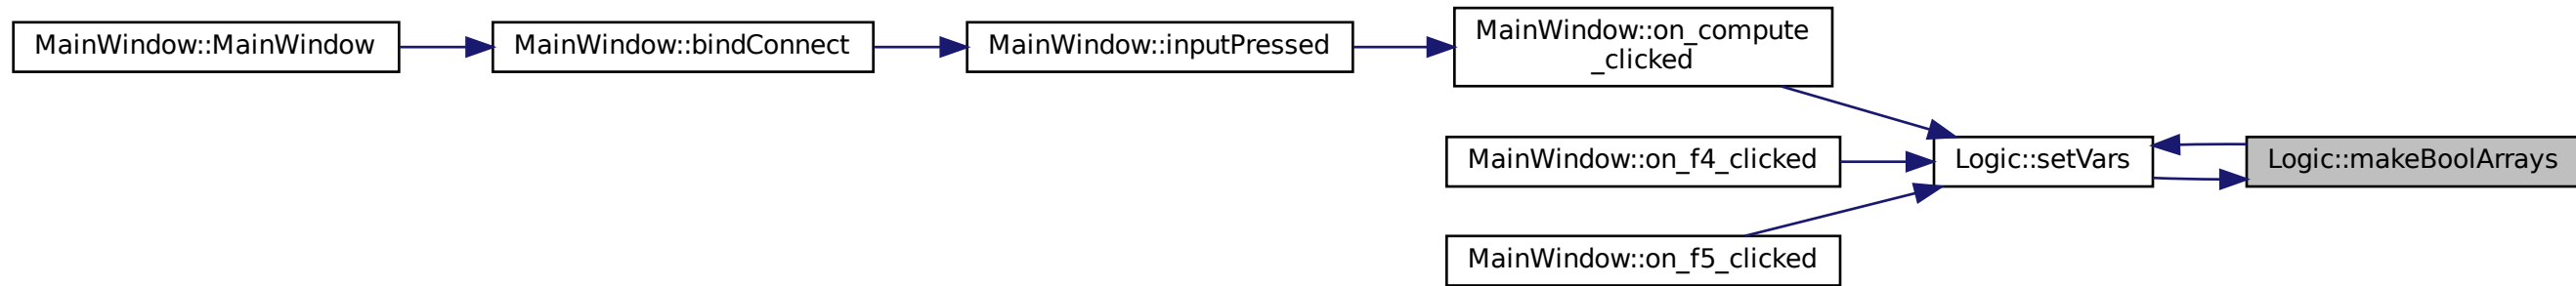 MainWindow::MainWindow
MainWindow::bindConnect
MainWindow::inputPressed
MainWindow::on_compute
_clicked
MainWindow::on_f4_clicked
MainWindow::on_f5_clicked
Logic::setVars
Logic::makeBoolArrays